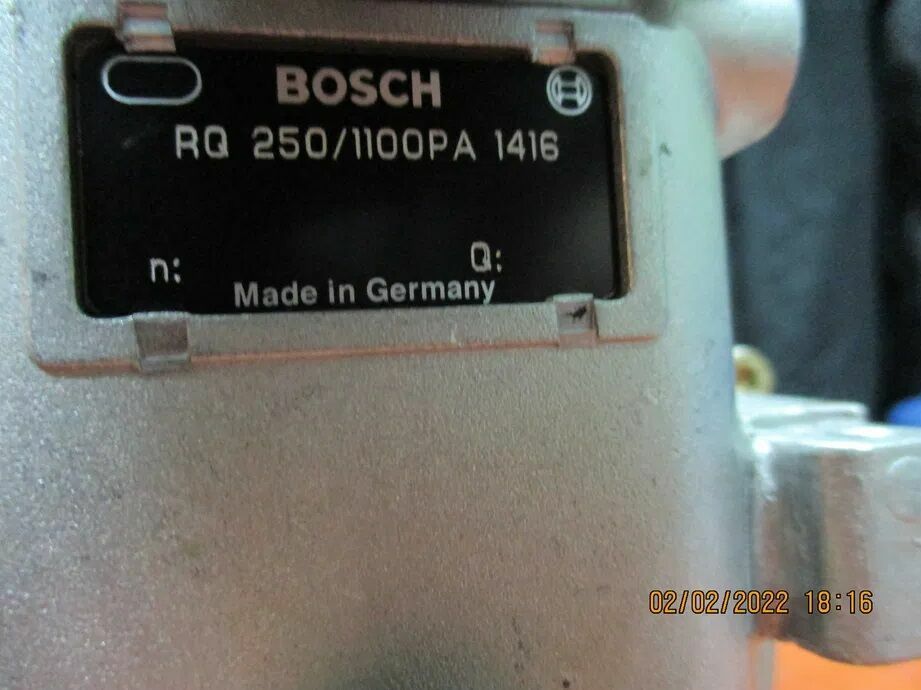 BOSCH
RQ 250/1100PA 1416
n: Q:
Made in Germany
02/02/2022 18:16